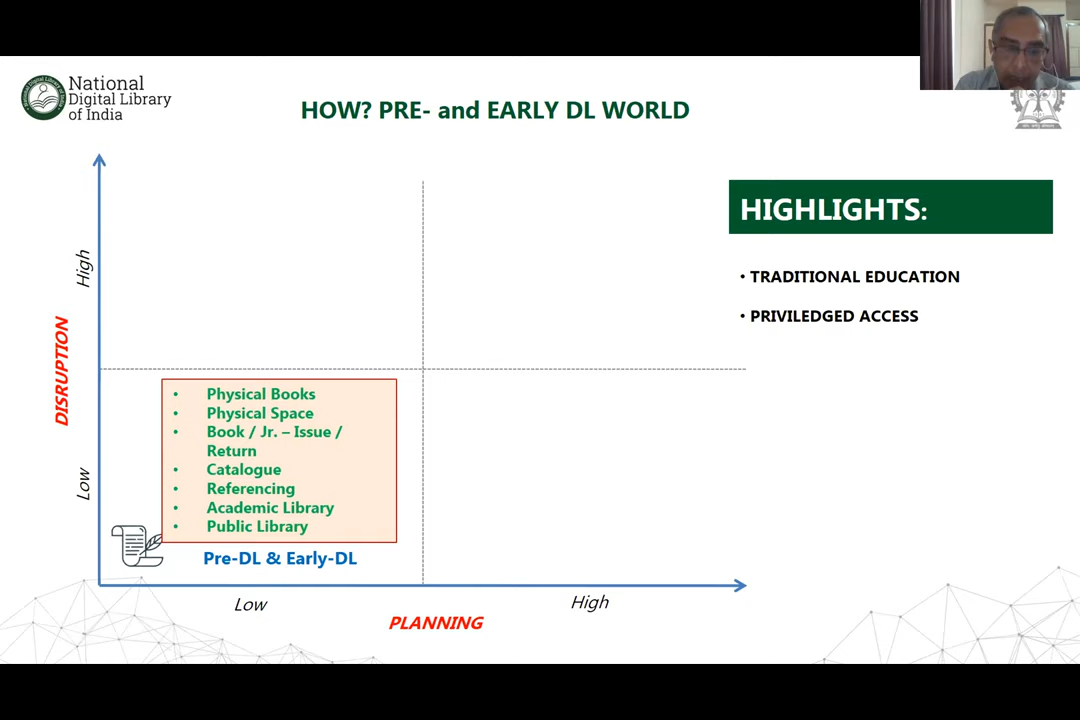 National
Digital Library
of India
HOW? PRE- and EARLY DL WORLD
HIGHLIGHTS:
• TRADITIONAL EDUCATION
• PRIVILEDGED ACCESS
High
DISRUPTION
Low
• Physical Books
• Physical Space
• Book / Jr. – Issue /
Return
• Catalogue
• Referencing
• Academic Library
• Public Library
Pre-DL & Early-DL
Low
High
PLANNING